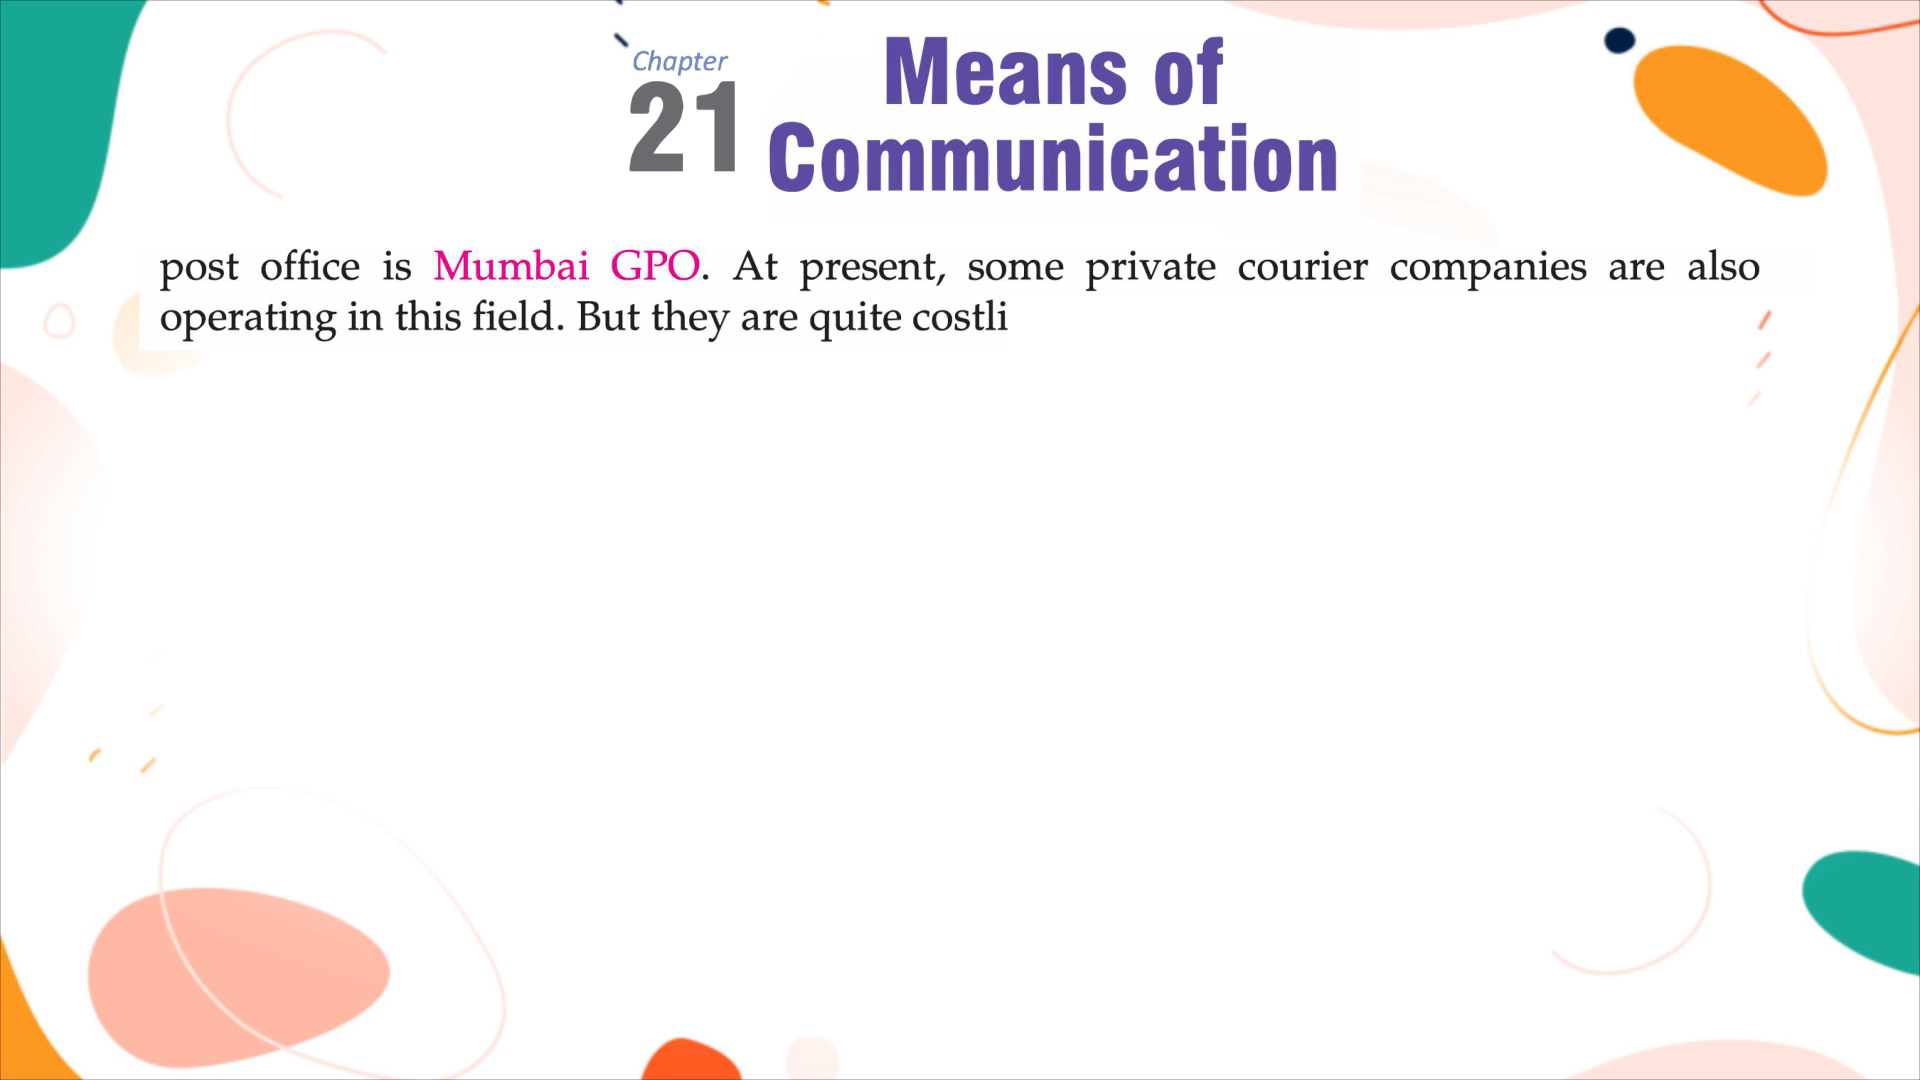 Chapter
21
Means of
Communication
post office is Mumbai GPO. At present, some private courier companies are also
operating in this field. But they are quite costli